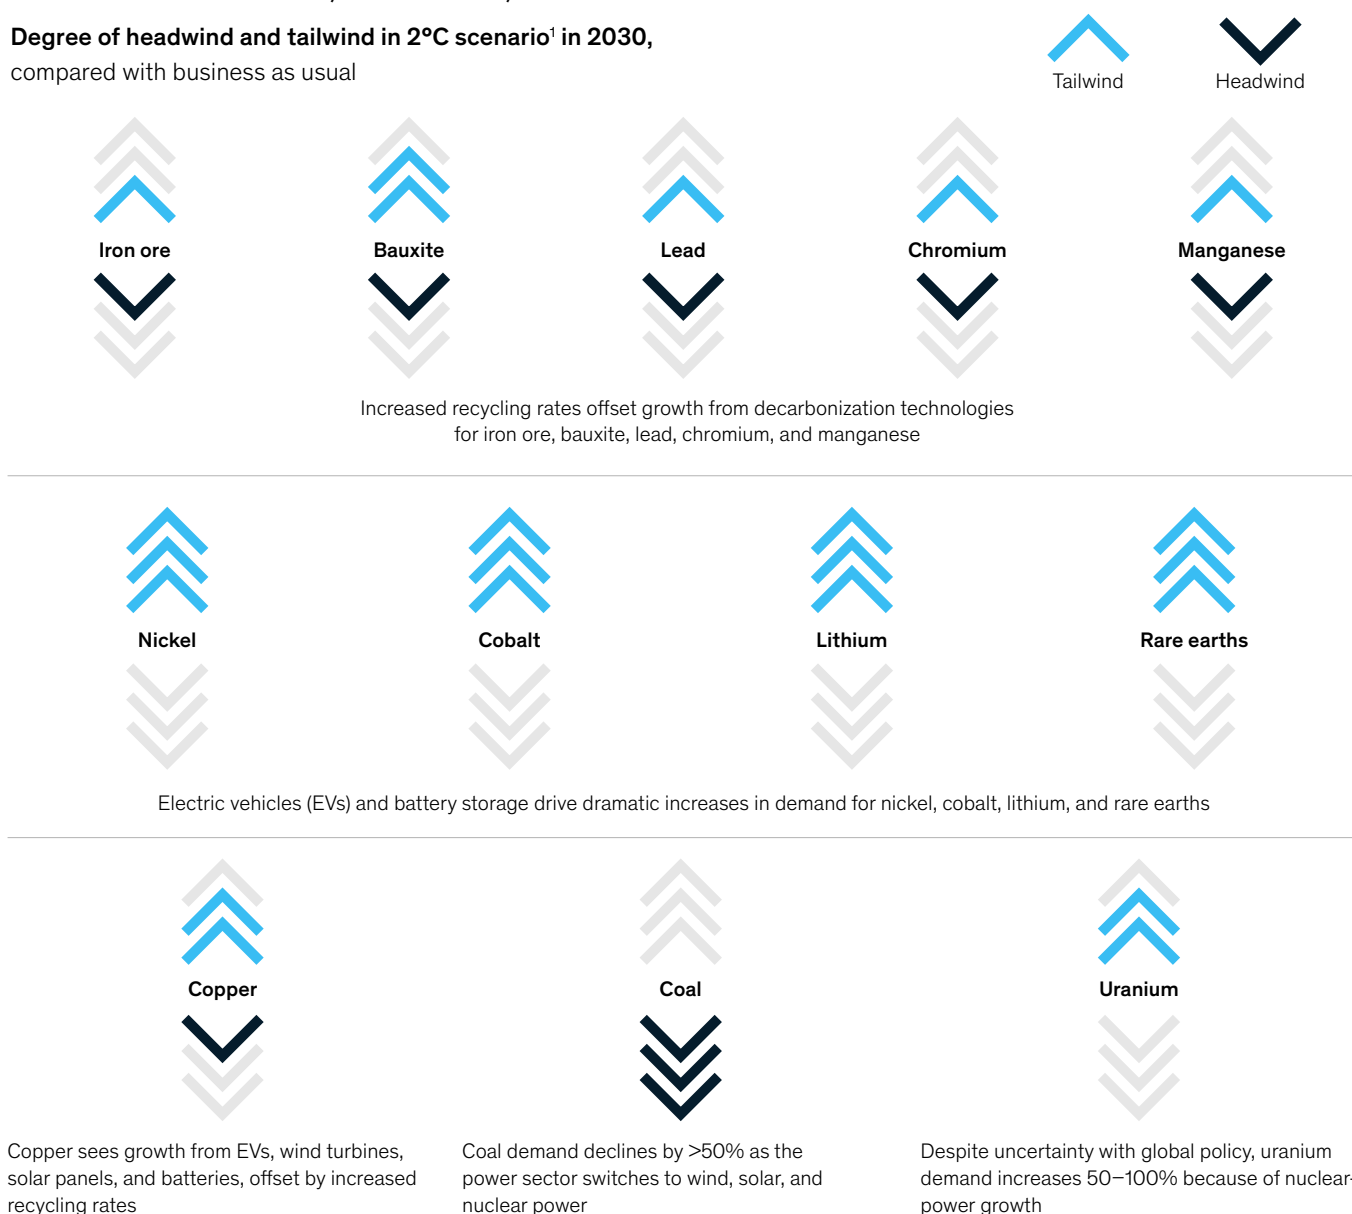 Degree of headwind and tailwind in 2°C scenario¹ in 2030,
compared with business as usual
Tailwind
Headwind
Iron ore
Bauxite
Lead
Chromium
Manganese
Increased recycling rates offset growth from decarbonization technologies
for iron ore, bauxite, lead, chromium, and manganese
Nickel
Cobalt
Lithium
Rare earths
Electric vehicles (EVs) and battery storage drive dramatic increases in demand for nickel, cobalt, lithium, and rare earths
Copper
Coal
Uranium
Copper sees growth from EVs, wind turbines,
solar panels, and batteries, offset by increased
recycling rates
Coal demand declines by >50% as the
power sector switches to wind, solar, and
nuclear power
Despite uncertainty with global policy, uranium
demand increases 50–100% because of nuclear-
power growth